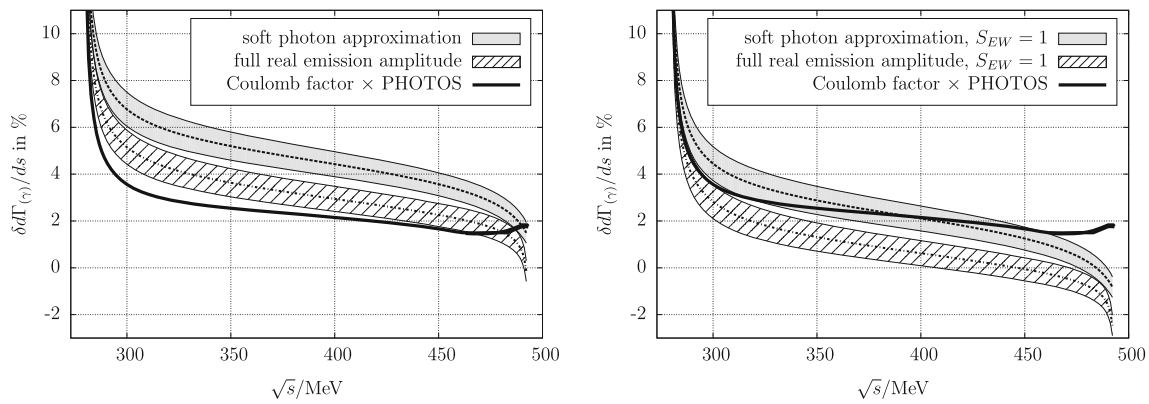 10
8
6
4
2
0
-2
δdΓ(γ)/ds in %
soft photon approximation
full real emission amplitude
Coulomb factor × PHOTOS
300 350 400 450 500
√s/MeV
10
8
6
4
2
0
-2
δdΓ(γ)/ds in %
soft photon approximation, S_EW = 1
full real emission amplitude, S_EW = 1
Coulomb factor × PHOTOS
300 350 400 450 500
√s/MeV